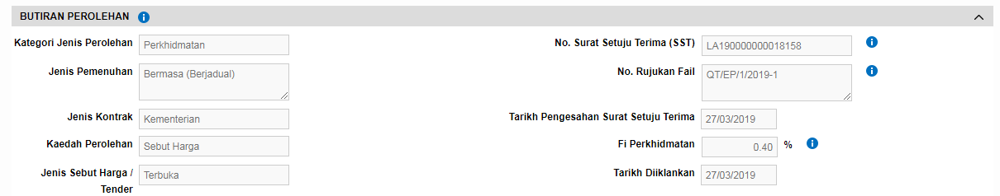 BUTIRAN PEROLEHAN
Kategori Jenis Perolehan Perkhidmatan
No. Surat Setuju Terima (SST) LA190000000018158
Jenis Pemenuhan Bermasa (Berjadual)
No. Rujukan Fail QT/EP/1/2019-1
Jenis Kontrak Kementerian
Tarikh Pengesahan Surat Setuju Terima 27/03/2019
Kaedah Perolehan Sebut Harga
Fi Perkhidmatan 0.40 %
Jenis Sebut Harga / Terbuka
Tender
Tarikh Diiklankan 27/03/2019